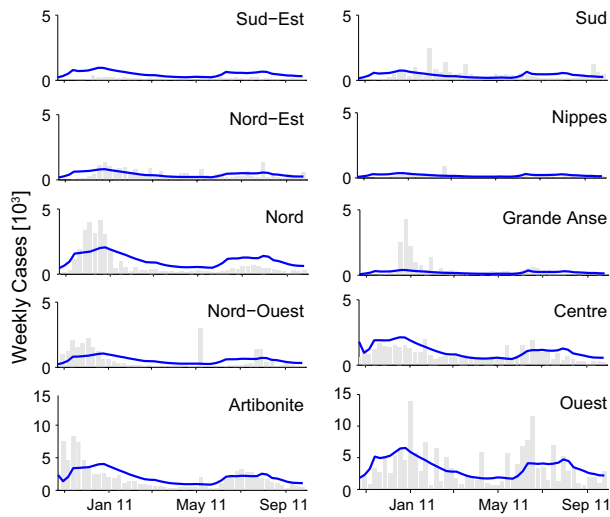 Sud−Est
5
0
Sud
5
0
Nord−Est
5
0
Nippes
5
0
Nord
5
0
Grande Anse
5
0
Nord−Ouest
5
0
Centre
5
0
Artibonite
15
10
5
0
Jan 11 May 11 Sep 11
Ouest
15
10
5
0
Jan 11 May 11 Sep 11
Weekly Cases [10³]